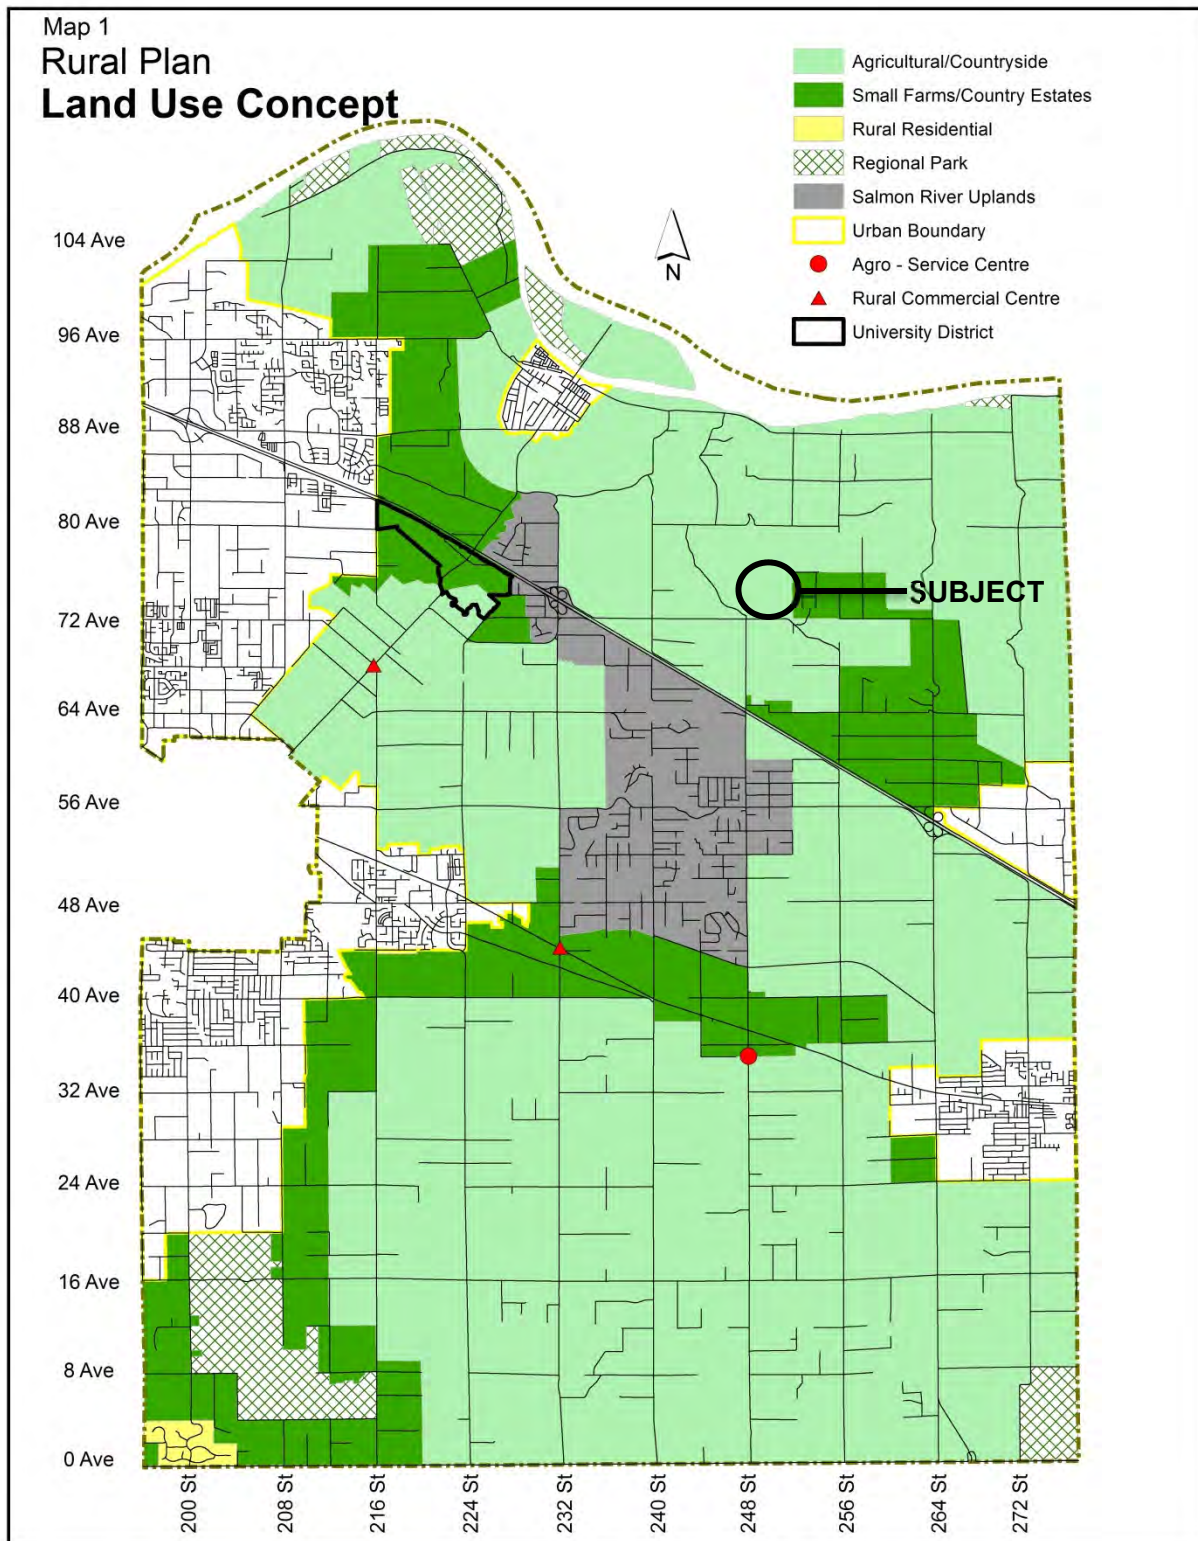 Map 1
Rural Plan
Land Use Concept
Agricultural/Countryside
Small Farms/Country Estates
Rural Residential
Regional Park
Salmon River Uplands
Urban Boundary
Agro - Service Centre
Rural Commercial Centre
University District
N
104 Ave
96 Ave
88 Ave
80 Ave
72 Ave
64 Ave
56 Ave
48 Ave
40 Ave
32 Ave
24 Ave
16 Ave
8 Ave
0 Ave
SUBJECT
200 St
208 St
216 St
224 St
232 St
240 St
248 St
256 St
264 St
272 St